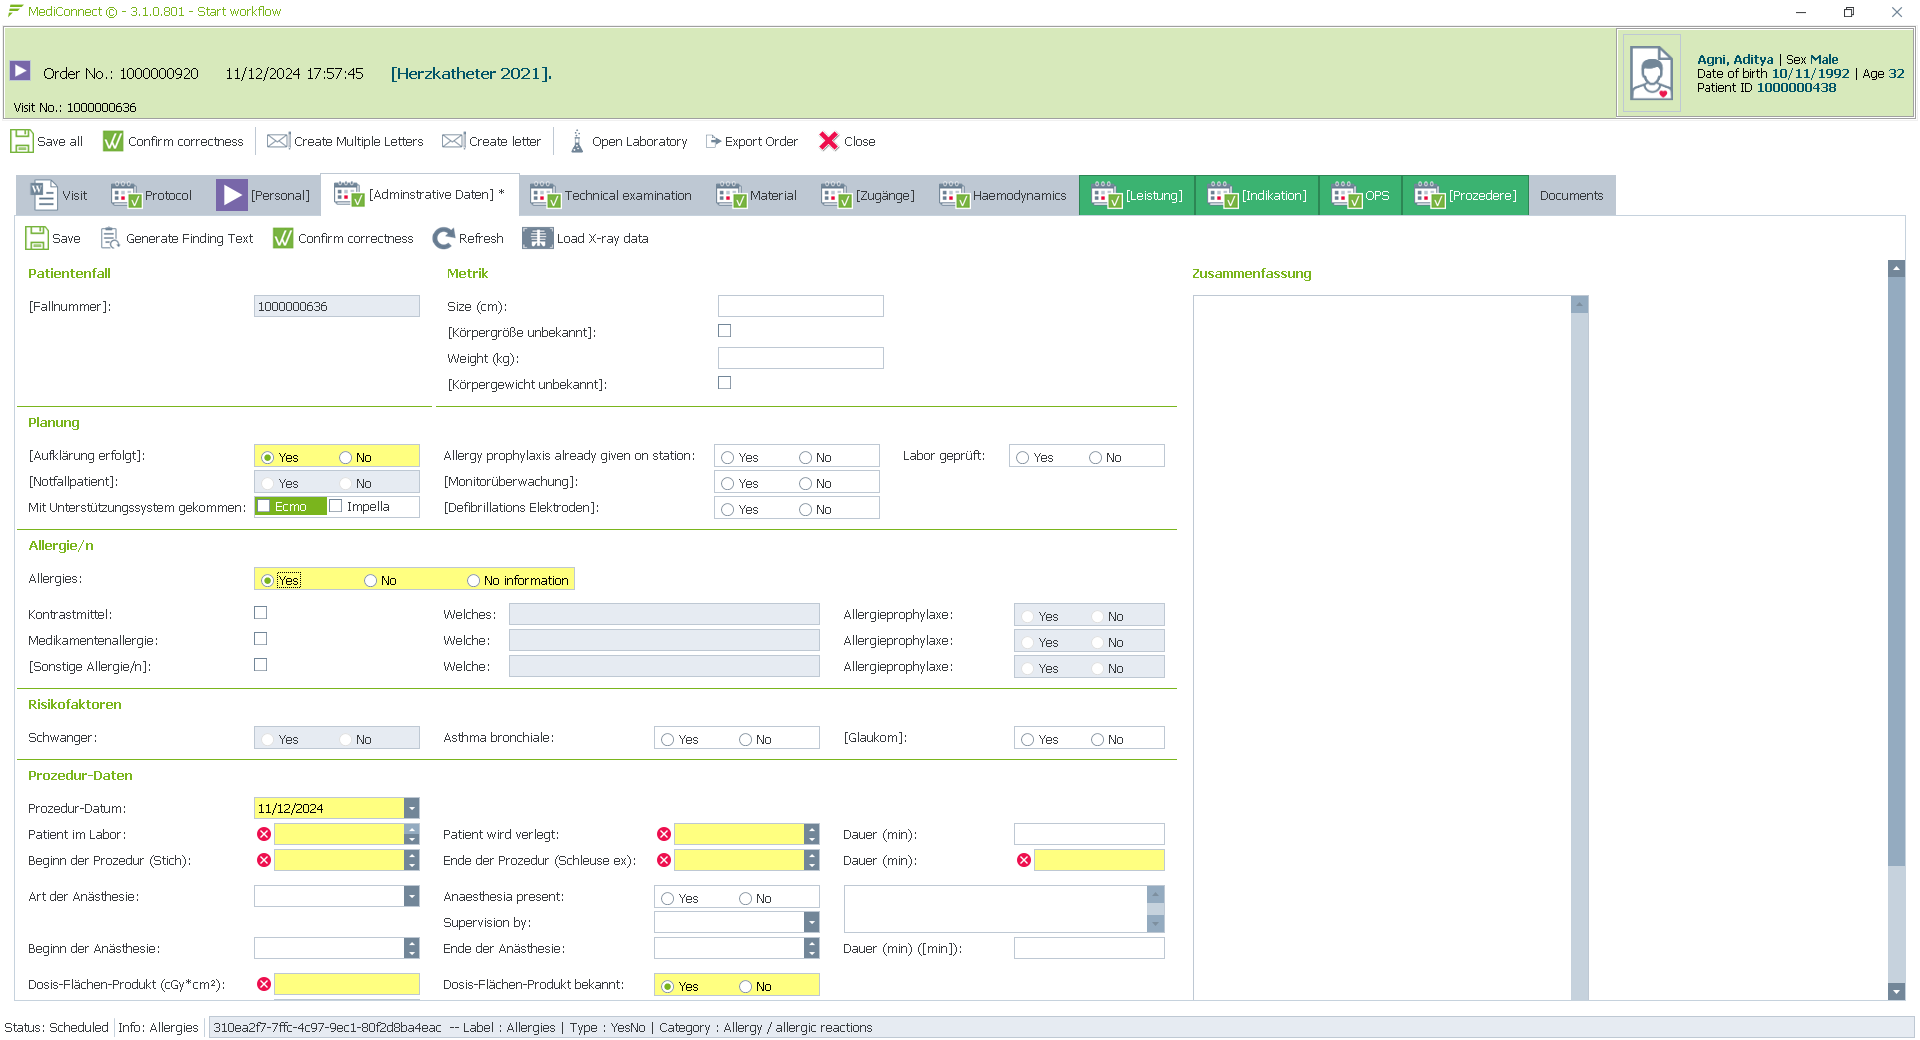 MediConnect © - 3.1.0.801 - Start workflow
Order No.: 1000000920 11/12/2024 17:57:45 [Herzkatheter 2021].
Visit No.: 1000000636
Agni, Aditya | Sex Male
Date of birth 10/11/1992 | Age 32
Patient ID 1000000438
Save all Confirm correctness Create Multiple Letters Create letter Open Laboratory Export Order Close
Visit Protocol [Personal] [Adminstrative Daten] * Technical examination Material [Zugänge] Haemodynamics [Leistung] [Indikation] OPS [Prozedere] Documents
Save Generate Finding Text Confirm correctness Refresh Load X-ray data
Patientenfall Metrik Zusammenfassung
[Fallnummer]: 1000000636 Size (cm):
[Körpergröße unbekannt]:
Weight (kg):
[Körpergewicht unbekannt]:
Planung
[Aufklärung erfolgt]: Yes No Allergy prophylaxis already given on station: Yes No Labor geprüft: Yes No
[Notfallpatient]: Yes No [Monitorüberwachung]: Yes No
Mit Unterstützungssystem gekommen: Ecmo Impella [Defibrillations Elektroden]: Yes No
Allergie/n
Allergies: Yes No No information
Kontrastmittel: Welches: Allergieprophylaxe: Yes No
Medikamentenallergie: Welche: Allergieprophylaxe: Yes No
[Sonstige Allergie/n]: Welche: Allergieprophylaxe: Yes No
Risikofaktoren
Schwanger: Yes No Asthma bronchiale: Yes No [Glaukom]: Yes No
Prozedur-Daten
Prozedur-Datum: 11/12/2024
Patient im Labor: Patient wird verlegt: Dauer (min):
Beginn der Prozedur (Stich): Ende der Prozedur (Schleuse ex): Dauer (min):
Art der Anästhesie: Anaesthesia present: Yes No
Supervision by:
Beginn der Anästhesie: Ende der Anästhesie: Dauer (min) ([min]):
Dosis-Flächen-Produkt (cGy*cm²): Dosis-Flächen-Produkt bekannt: Yes No
Status: Scheduled Info: Allergies 310ea2f7-7ffc-4c97-9ec1-80f2d8ba4eac -- Label : Allergies | Type : YesNo | Category : Allergy / allergic reactions